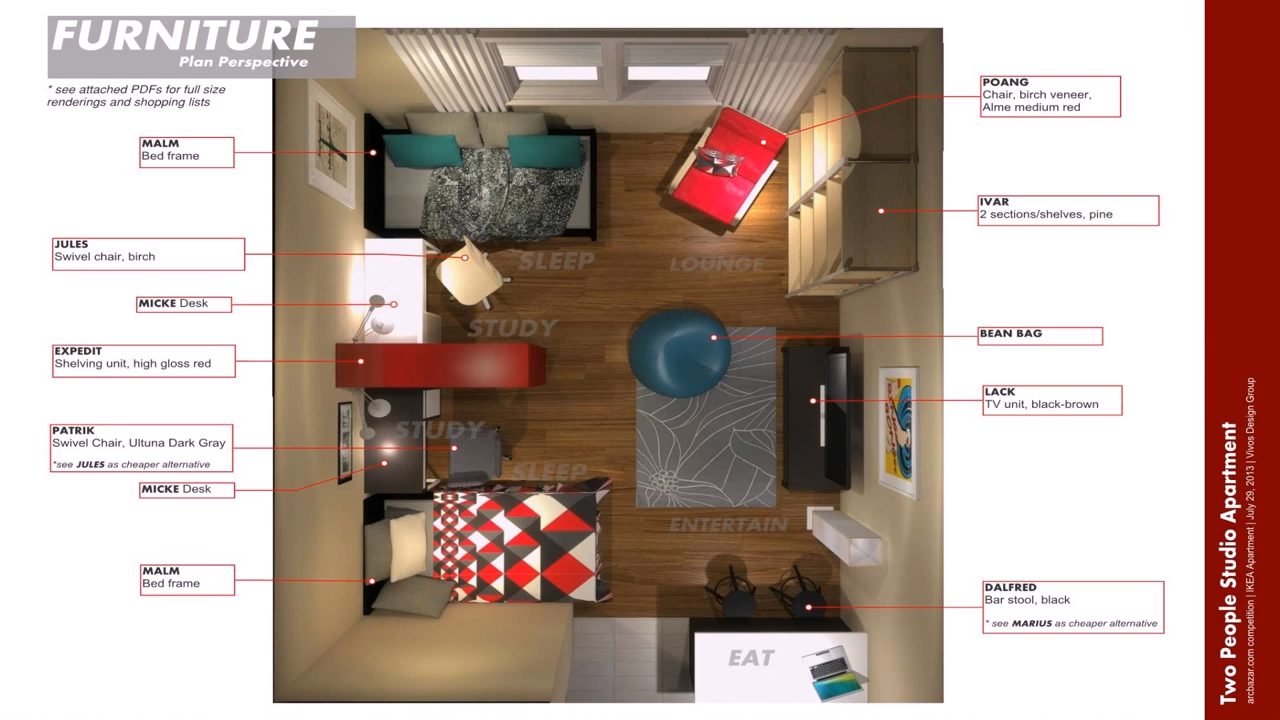 FURNITURE
Plan Perspective
* see attached PDFs for full size
renderings and shopping lists
MALM
Bed frame
JULES
Swivel chair, birch
MICKE Desk
EXPEDIT
Shelving unit, high gloss red
PATRIK
Swivel Chair, Ultuna Dark Gray
*see JULES as cheaper alternative
MICKE Desk
MALM
Bed frame
SLEEP
LOUNGE
STUDY
STUDY
SLEEP
ENTERTAIN
EAT
POANG
Chair, birch veneer,
Alme medium red
IVAR
2 sections/shelves, pine
BEAN BAG
LACK
TV unit, black-brown
DALFRED
Bar stool, black
* see MARIUS as cheaper alternative
Two People Studio Apartment
arcbazar.com competition | IKEA Apartment | July 29, 2013 | Vivos Design Group